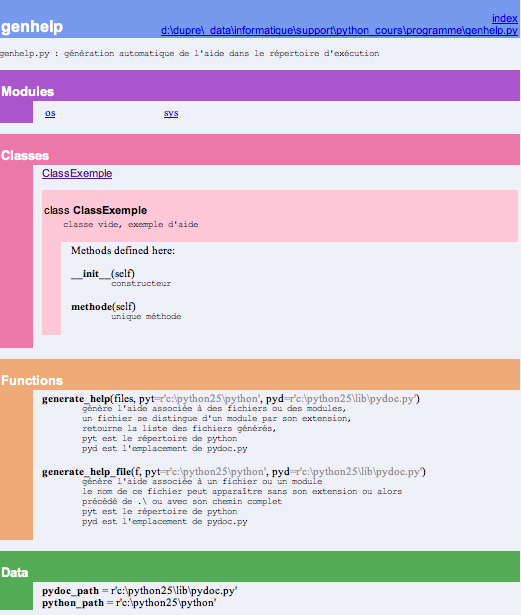 genhelp
index
d:\dupre\_data\informatique\support\python_cours\programme\genhelp.py
genhelp.py : génération automatique de l'aide dans le répertoire d'exécution
Modules
os sys
Classes
ClassExemple
class ClassExemple
classe vide, exemple d'aide
Methods defined here:
__init__(self)
constructeur
methode(self)
unique méthode
Functions
generate_help(files, pyt=r'c:\python25\python', pyd=r'c:\python25\lib\pydoc.py')
génère l'aide associée à des fichiers ou des modules,
un fichier se distingue d'un module par son extension,
retourne la liste des fichiers générés,
pyt est le répertoire de python
pyd est l'emplacement de pydoc.py
generate_help_file(f, pyt=r'c:\python25\python', pyd=r'c:\python25\lib\pydoc.py')
génère l'aide associée à un fichier ou un module
le nom de ce fichier peut apparaître sans son extension ou alors
précédé de .\ ou avec son chemin complet
pyt est le répertoire de python
pyd est l'emplacement de pydoc.py
Data
pydoc_path = r'c:\python25\lib\pydoc.py'
python_path = r'c:\python25\python'